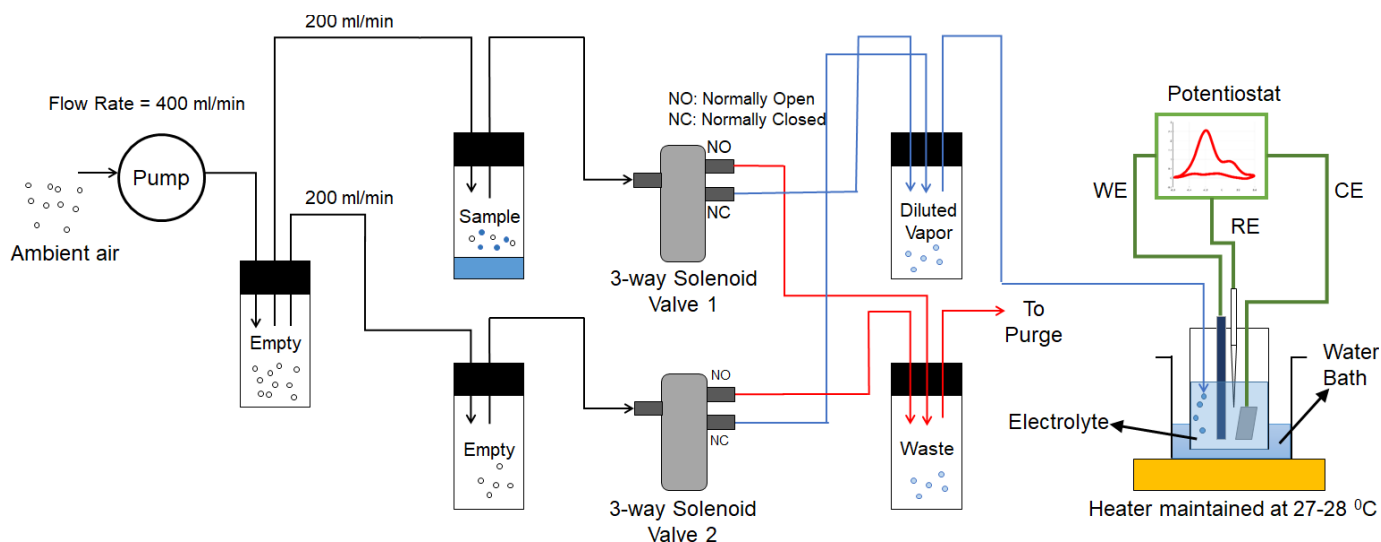 200 ml/min
Flow Rate = 400 ml/min
Pump
Ambient air
200 ml/min
Empty
Sample
Empty
NO: Normally Open
NC: Normally Closed
NO
NC
3-way Solenoid
Valve 1
NO
NC
3-way Solenoid
Valve 2
Diluted
Vapor
To
Purge
Waste
Potentiostat
WE
RE
CE
Water
Bath
Electrolyte
Heater maintained at 27-28 ⁰C